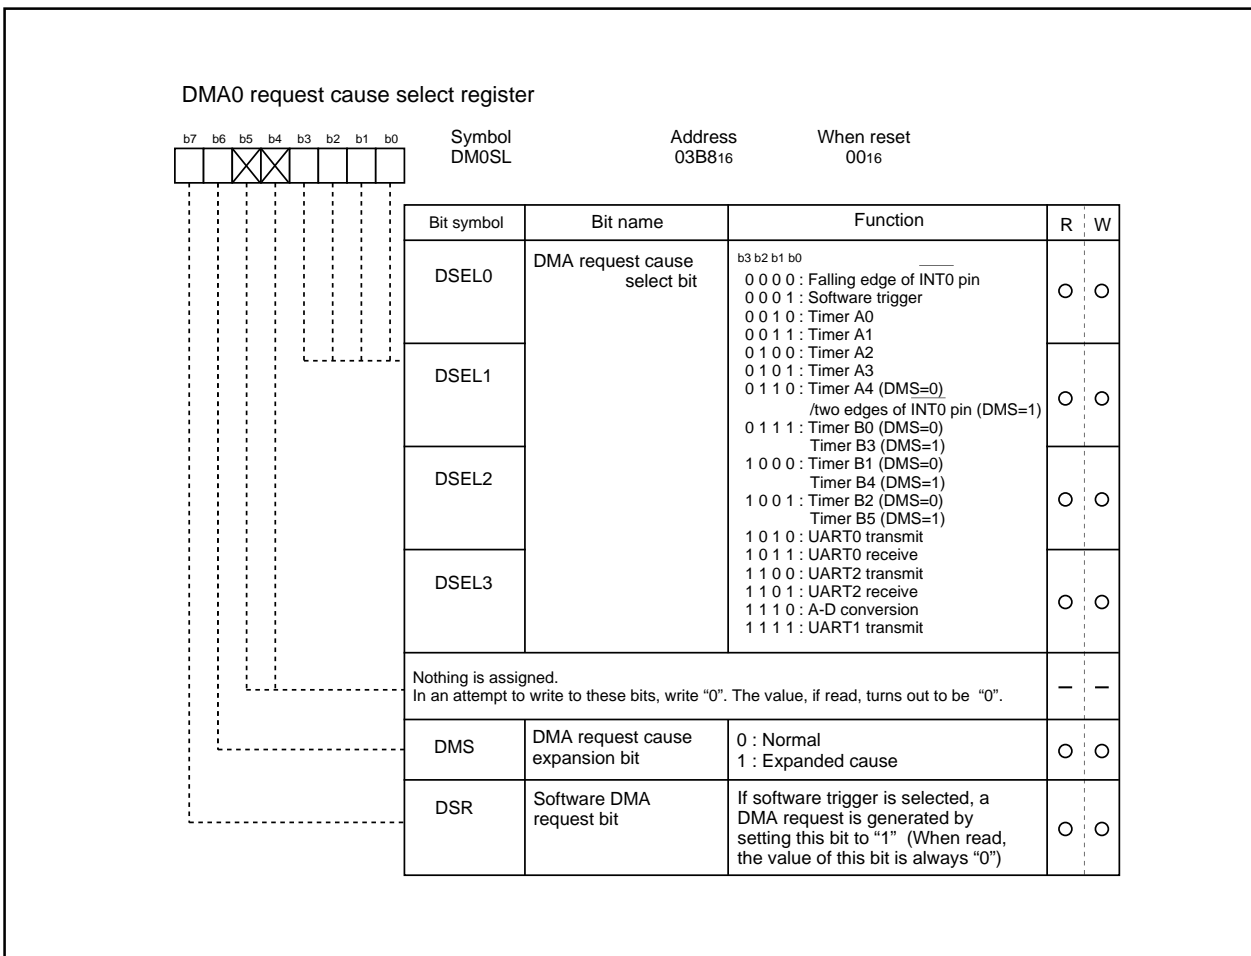 DMA0 request cause select register
b7 b6 b5 b4 b3 b2 b1 b0
Symbol Address When reset
DM0SL 03B816 0016
Bit symbol Bit name Function R W
DSEL0
DMA request cause
select bit
b3 b2 b1 b0
0 0 0 0 : Falling edge of INT0 pin
0 0 0 1 : Software trigger
0 0 1 0 : Timer A0
0 0 1 1 : Timer A1
0 1 0 0 : Timer A2
0 1 0 1 : Timer A3
0 1 1 0 : Timer A4 (DMS=0)
/two edges of INT0 pin (DMS=1)
0 1 1 1 : Timer B0 (DMS=0)
Timer B3 (DMS=1)
1 0 0 0 : Timer B1 (DMS=0)
Timer B4 (DMS=1)
1 0 0 1 : Timer B2 (DMS=0)
Timer B5 (DMS=1)
1 0 1 0 : UART0 transmit
1 0 1 1 : UART0 receive
1 1 0 0 : UART2 transmit
1 1 0 1 : UART2 receive
1 1 1 0 : A-D conversion
1 1 1 1 : UART1 transmit
DSEL1
DSEL2
DSEL3
Nothing is assigned.
In an attempt to write to these bits, write “0”. The value, if read, turns out to be “0”.
DMS
DMA request cause
expansion bit
0 : Normal
1 : Expanded cause
DSR
Software DMA
request bit
If software trigger is selected, a
DMA request is generated by
setting this bit to “1” (When read,
the value of this bit is always “0”)